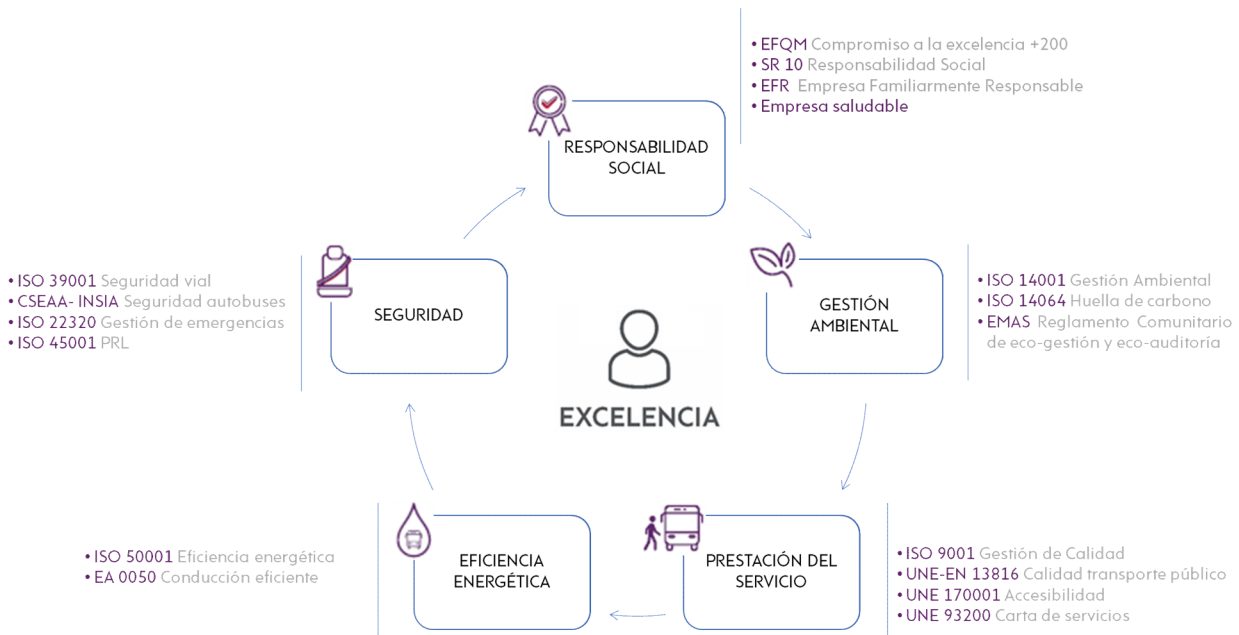 • EFQM Compromiso a la excelencia +200
• SR 10 Responsabilidad Social
• EFR Empresa Familiarmente Responsable
• Empresa saludable
RESPONSABILIDAD
SOCIAL
• ISO 39001 Seguridad vial
• CSEAA- INSIA Seguridad autobuses
• ISO 22320 Gestión de emergencias
• ISO 45001 PRL
SEGURIDAD
GESTIÓN
AMBIENTAL
• ISO 14001 Gestión Ambiental
• ISO 14064 Huella de carbono
• EMAS Reglamento Comunitario
de eco-gestión y eco-auditoría
EXCELENCIA
• ISO 50001 Eficiencia energética
• EA 0050 Conducción eficiente
EFICIENCIA
ENERGÉTICA
PRESTACIÓN DEL
SERVICIO
• ISO 9001 Gestión de Calidad
• UNE-EN 13816 Calidad transporte público
• UNE 170001 Accesibilidad
• UNE 93200 Carta de servicios